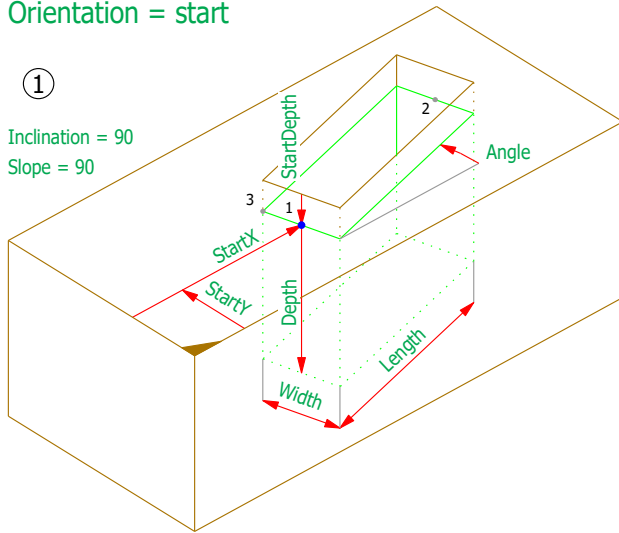 Orientation = start
①
Inclination = 90
Slope = 90
StartDepth
2
Angle
3
1
StartX
StartY
Depth
Length
Width